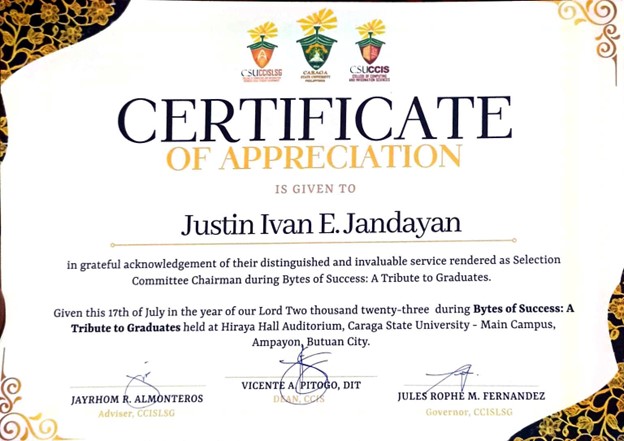 CSUCCISLSG
CARAGA
STATE UNIVERSITY
PHILIPPINES
CSUCCIS
COLLEGE OF COMPUTING
AND INFORMATION SCIENCES
CERTIFICATE
OF APPRECIATION
IS GIVEN TO
Justin Ivan E. Jandayan
in grateful acknowledgement of their distinguished and invaluable service rendered as Selection
Committee Chairman during Bytes of Success: A Tribute to Graduates.
Given this 17th of July in the year of our Lord Two thousand twenty-three during Bytes of Success: A
Tribute to Graduates held at Hiraya Hall Auditorium, Caraga State University - Main Campus,
Ampayon, Butuan City.
JAYRHOM R. ALMONTEROS
Adviser, CCISLSG
VICENTE A. PITOGO, DIT
DEAN, CCIS
JULES ROPHE M. FERNANDEZ
Governor, CCISLSG